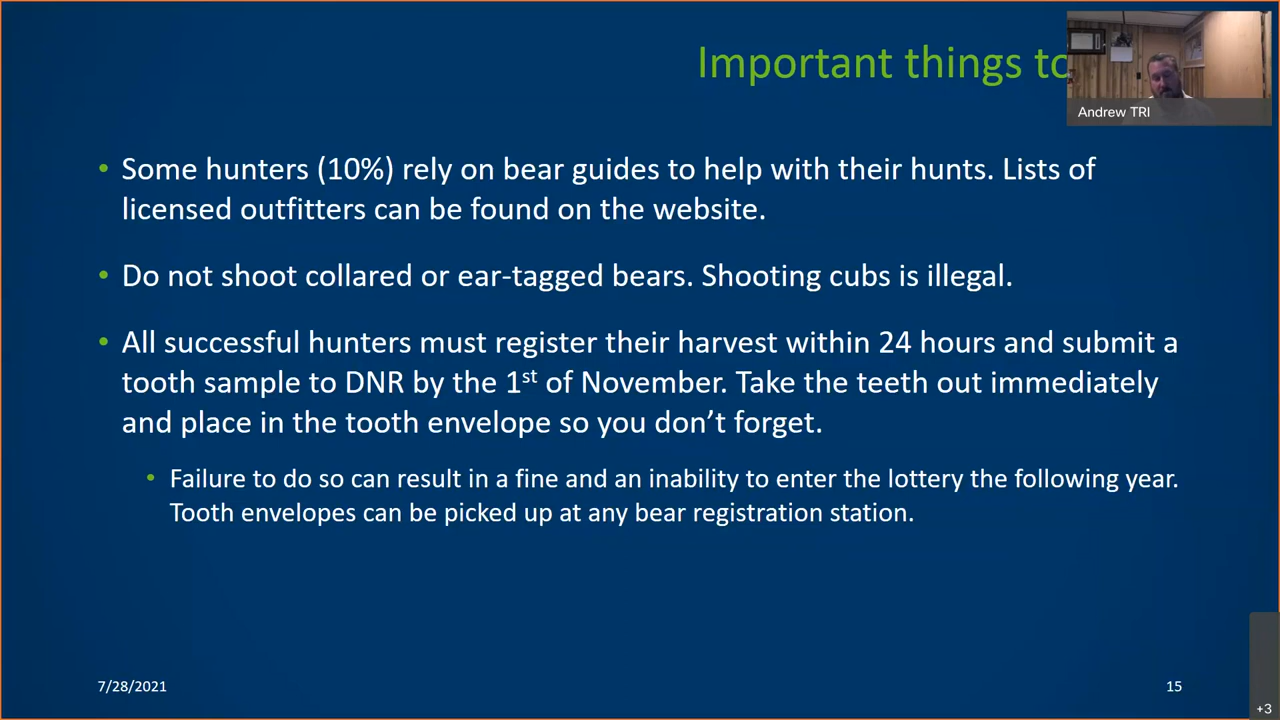 Important things to
Andrew TRI
• Some hunters (10%) rely on bear guides to help with their hunts. Lists of
licensed outfitters can be found on the website.
• Do not shoot collared or ear-tagged bears. Shooting cubs is illegal.
• All successful hunters must register their harvest within 24 hours and submit a
tooth sample to DNR by the 1st of November. Take the teeth out immediately
and place in the tooth envelope so you don’t forget.
• Failure to do so can result in a fine and an inability to enter the lottery the following year.
Tooth envelopes can be picked up at any bear registration station.
7/28/2021
15
+3